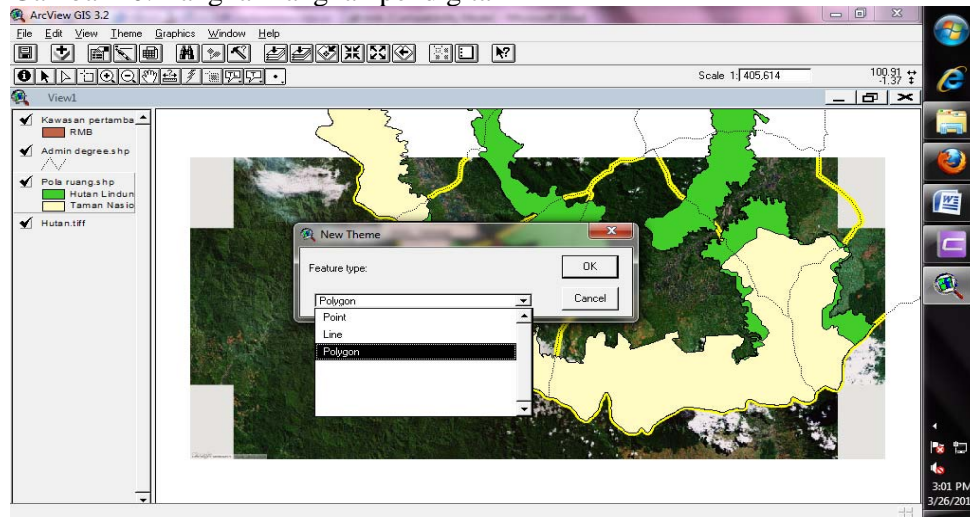 ArcView GIS 3.2
File Edit View Theme Graphics Window Help
Scale 1: 405,614
100.91
-1.37
View1
Kawasan pertamba
RMB
Admin degree.shp
Pola ruang.shp
Hutan Lindun
Taman Nasio
Hutan.tiff
New Theme
Feature type:
OK
Cancel
Polygon
Point
Line
Polygon
3:01 PM
3/26/201